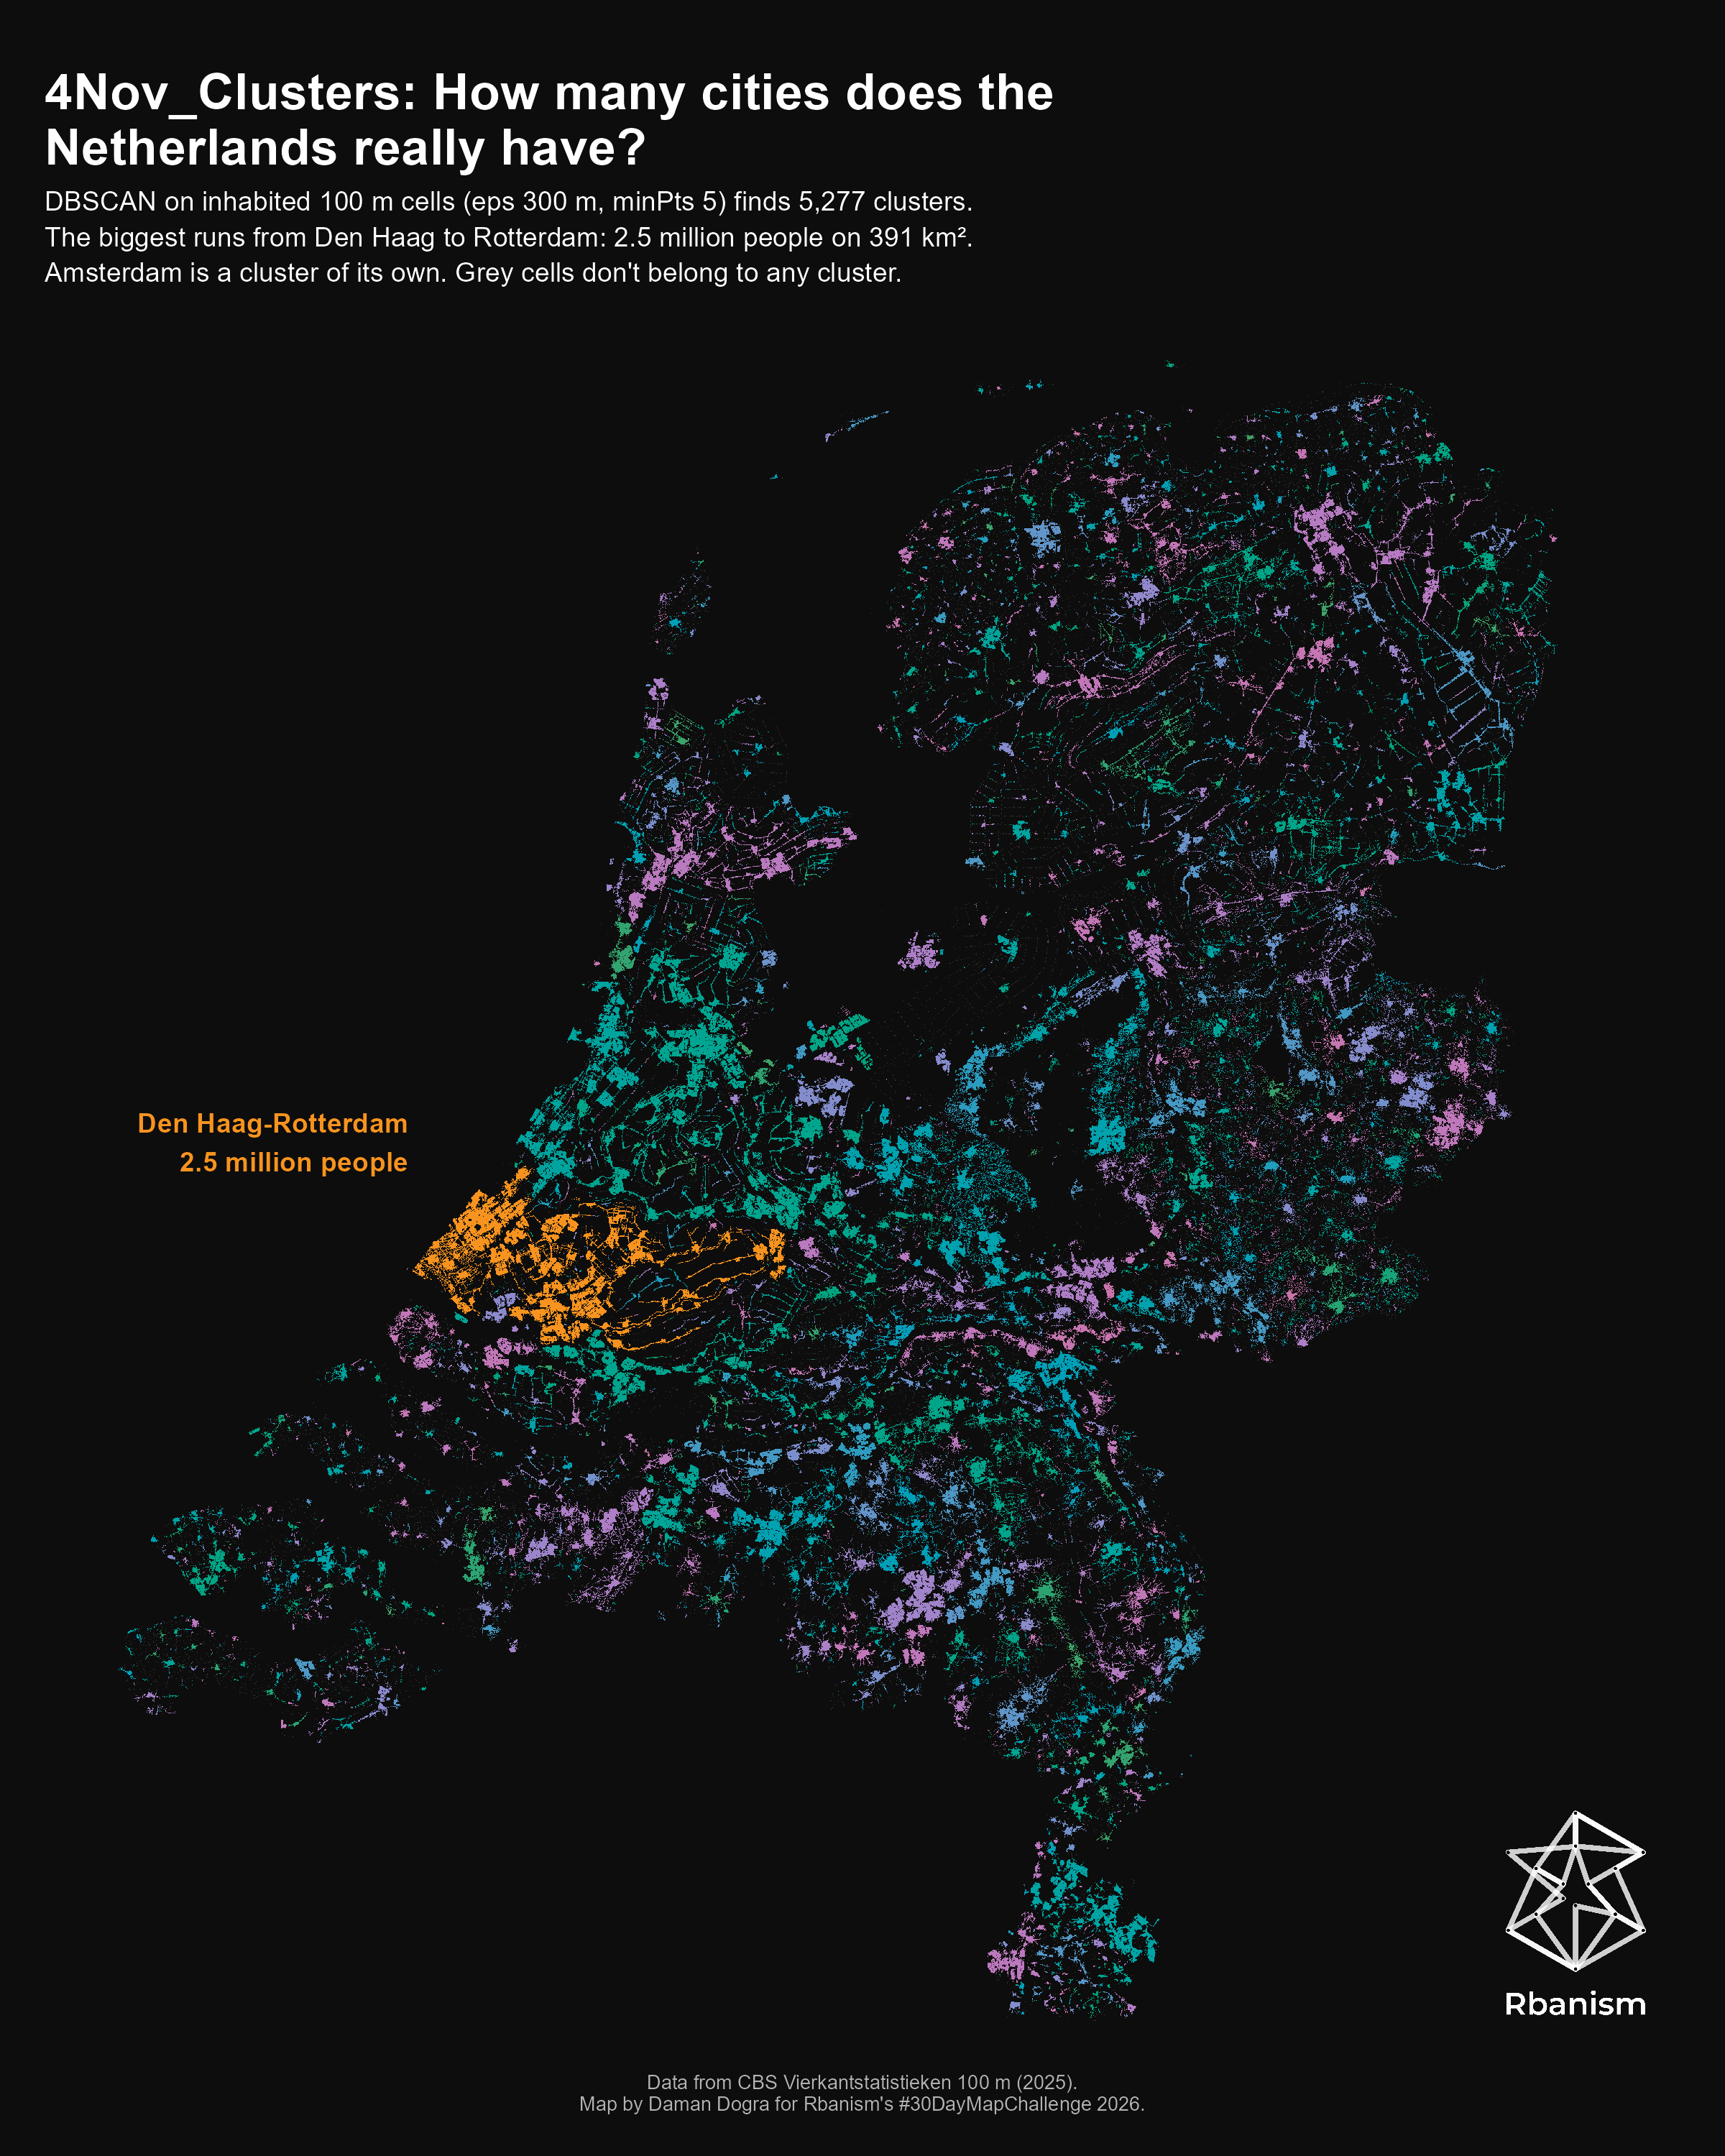 4Nov_Clusters: How many cities does the
Netherlands really have?
DBSCAN on inhabited 100 m cells (eps 300 m, minPts 5) finds 5,277 clusters.
The biggest runs from Den Haag to Rotterdam: 2.5 million people on 391 km².
Amsterdam is a cluster of its own. Grey cells don't belong to any cluster.
Den Haag-Rotterdam
2.5 million people
Rbanism
Data from CBS Vierkantstatistieken 100 m (2025).
Map by Daman Dogra for Rbanism's #30DayMapChallenge 2026.